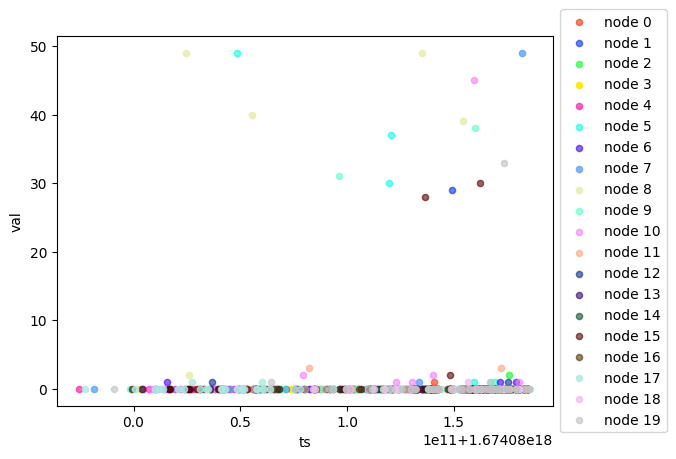 50
40
30
20
10
0
val
0.0
0.5
1.0
1.5
ts
1e11+1.67408e18
node 0
node 1
node 2
node 3
node 4
node 5
node 6
node 7
node 8
node 9
node 10
node 11
node 12
node 13
node 14
node 15
node 16
node 17
node 18
node 19